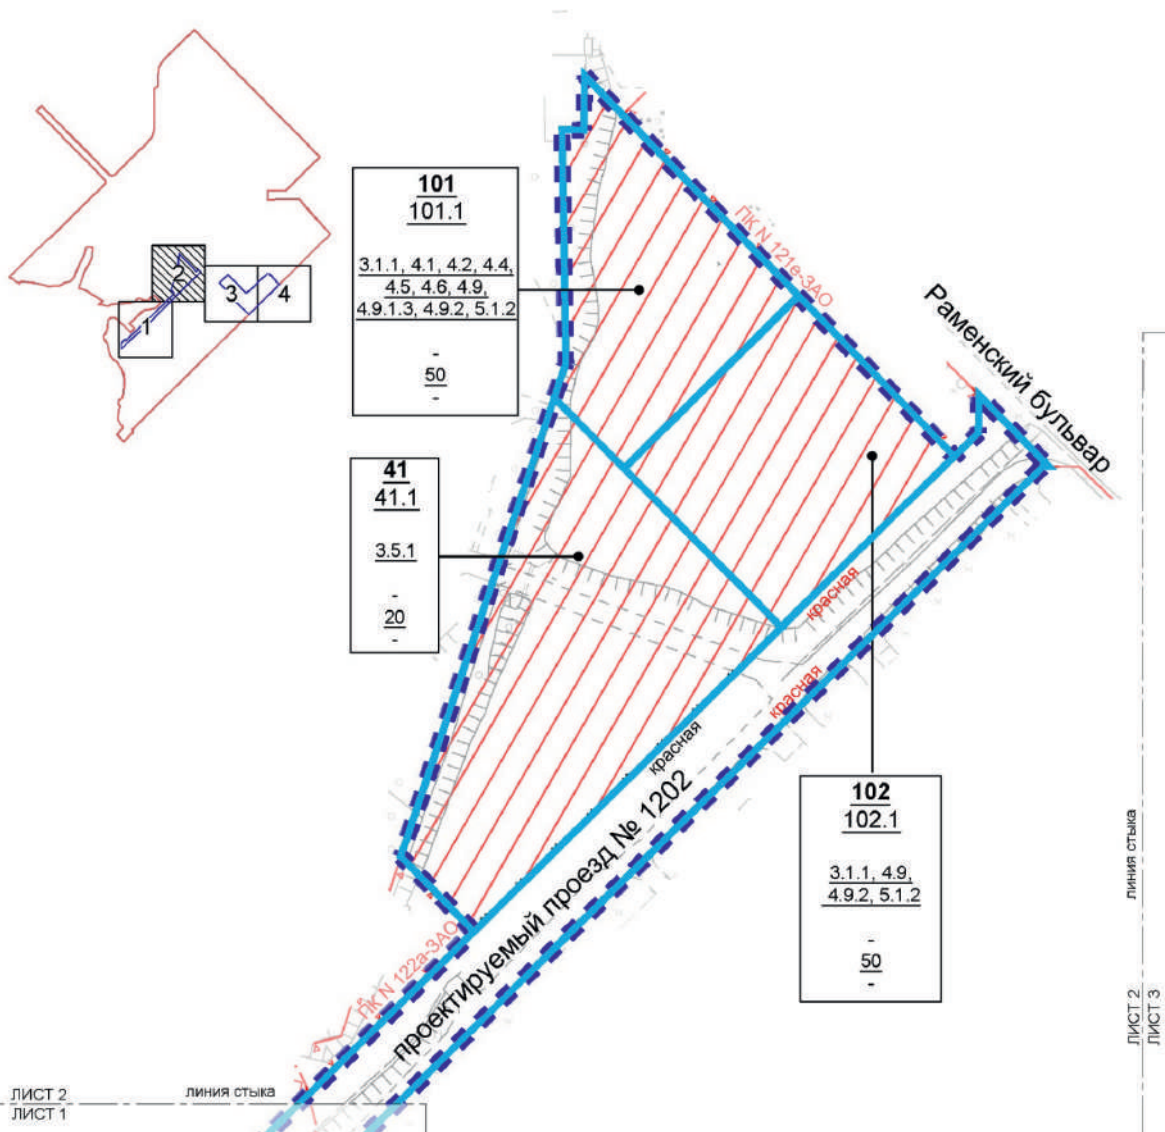 1
2
3
4
101
101.1
3.1.1, 4.1, 4.2, 4.4,
4.5, 4.6, 4.9,
4.9.1.3, 4.9.2, 5.1.2
-
50
-
41
41.1
3.5.1
-
20
-
ПК N 121е-ЗАО
Раменский бульвар
красная
красная
красная
проектируемый проезд № 1202
ПК N 122а-ЗАО
102
102.1
3.1.1, 4.9,
4.9.2, 5.1.2
-
50
-
линия стыка
ЛИСТ 2
ЛИСТ 3
ЛИСТ 2
линия стыка
ЛИСТ 1